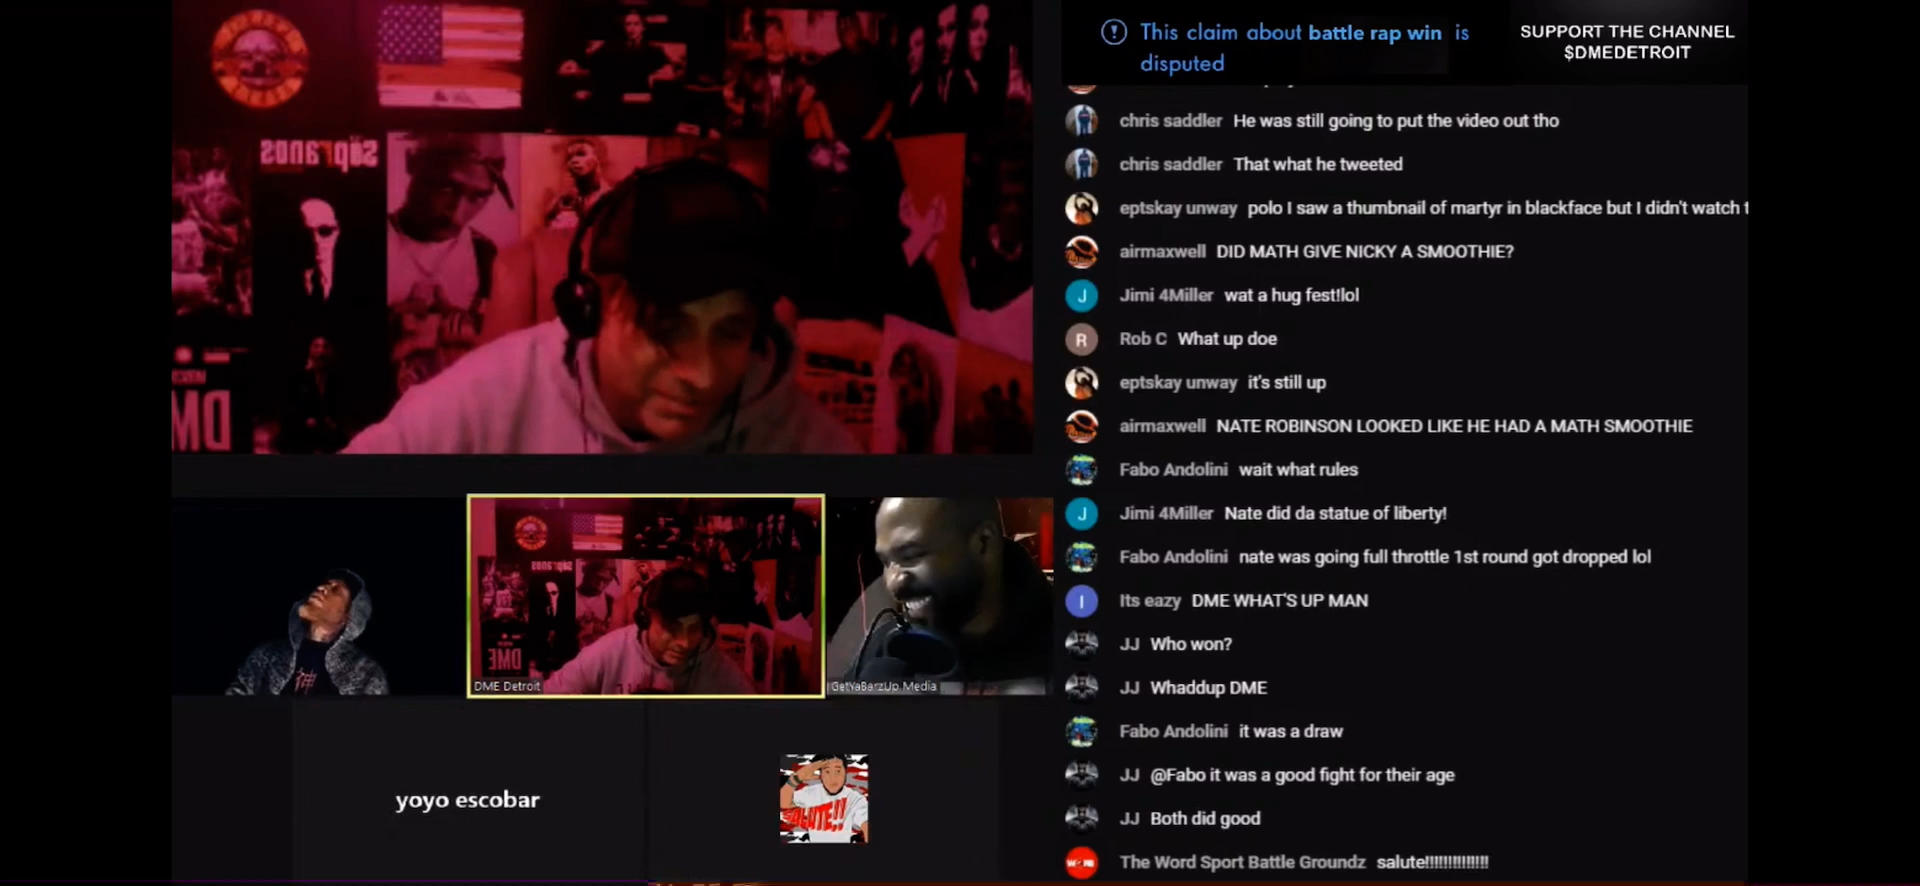 This claim about battle rap win is
disputed
SUPPORT THE CHANNEL
$DMEDETROIT
chris saddler He was still going to put the video out tho
chris saddler That what he tweeted
eptskay unway polo I saw a thumbnail of martyr in blackface but I didn't watch t
airmaxwell DID MATH GIVE NICKY A SMOOTHIE?
Jimi 4Miller wat a hug fest!lol
Rob C What up doe
eptskay unway it's still up
airmaxwell NATE ROBINSON LOOKED LIKE HE HAD A MATH SMOOTHIE
Fabo Andolini wait what rules
Jimi 4Miller Nate did da statue of liberty!
Fabo Andolini nate was going full throttle 1st round got dropped lol
Its eazy DME WHAT'S UP MAN
JJ Who won?
JJ Whaddup DME
Fabo Andolini it was a draw
JJ @Fabo it was a good fight for their age
JJ Both did good
The Word Sport Battle Groundz salute!!!!!!!!!!!!!!
Sopranos
DME
DME Detroit
GetYaBarzUp Media
神
yoyo escobar
SALUTE!!